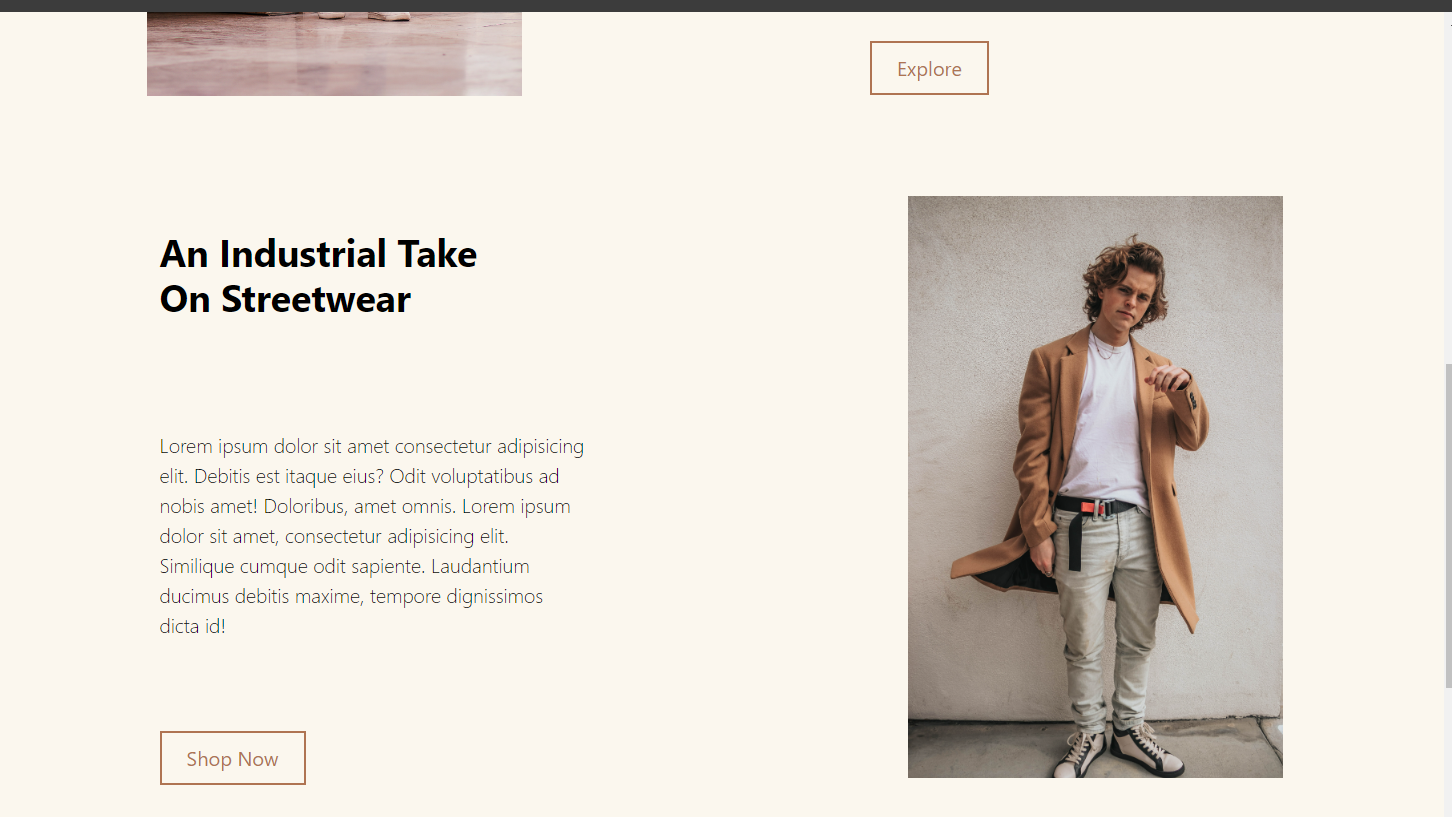 Explore
An Industrial Take
On Streetwear
Lorem ipsum dolor sit amet consectetur adipisicing
elit. Debitis est itaque eius? Odit voluptatibus ad
nobis amet! Doloribus, amet omnis. Lorem ipsum
dolor sit amet, consectetur adipisicing elit.
Similique cumque odit sapiente. Laudantium
ducimus debitis maxime, tempore dignissimos
dicta id!
Shop Now